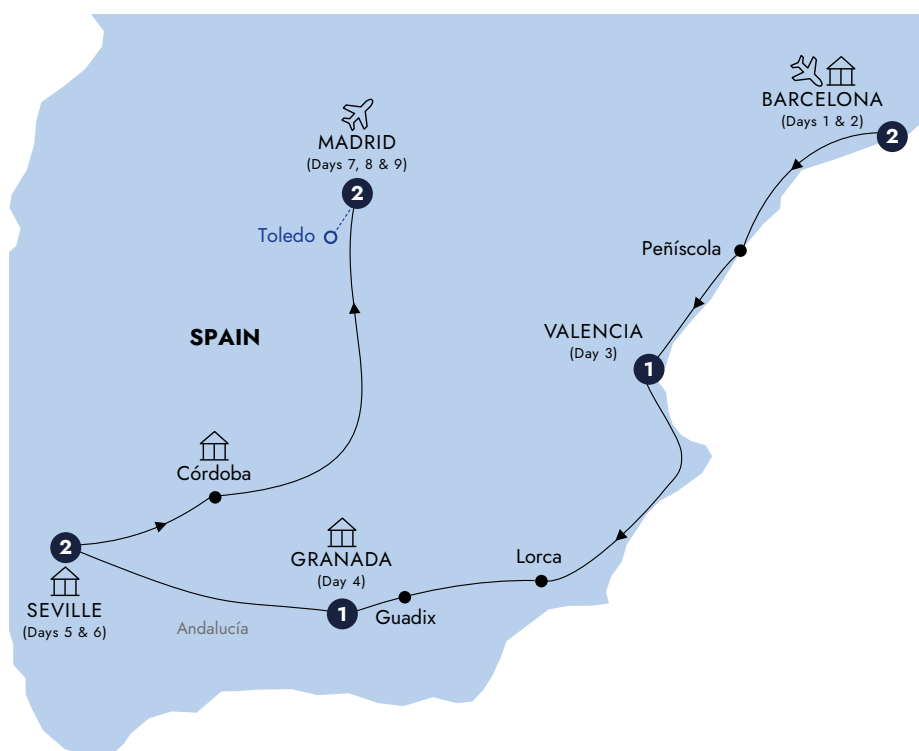 BARCELONA
(Days 1 & 2)
2
MADRID
(Days 7, 8 & 9)
2
Toledo
Peñíscola
SPAIN
VALENCIA
(Day 3)
1
Córdoba
2
SEVILLE
(Days 5 & 6)
GRANADA
(Day 4)
1
Lorca
Guadix
Andalucía